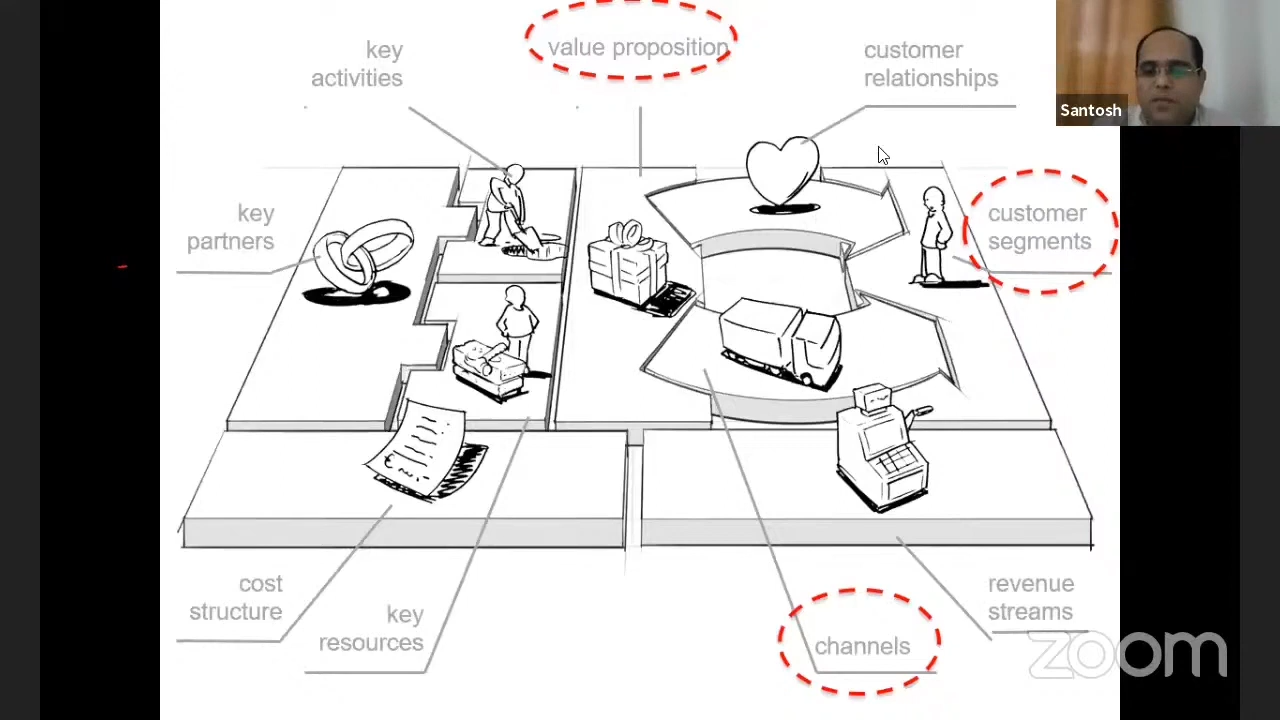 value proposition
key
activities
customer
relationships
Santosh
key
partners
customer
segments
cost
structure
key
resources
channels
revenue
streams
zoom